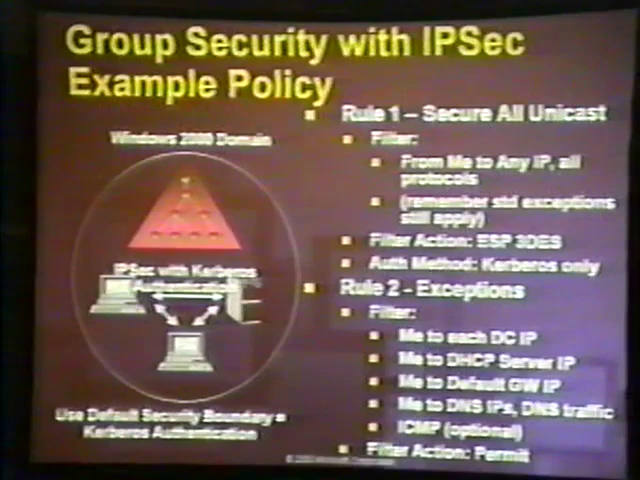 Group Security with IPSec
Example Policy
Windows 2000 Domain
IPSec with Kerberos
Authentication
Use Default Security Boundary =
Kerberos Authentication
Rule 1 – Secure All Unicast
Filter:
From Me to Any IP, all
protocols
(remember std exceptions
still apply)
Filter Action: ESP 3DES
Auth Method: Kerberos only
Rule 2 - Exceptions
Filter:
Me to each DC IP
Me to DHCP Server IP
Me to Default GW IP
Me to DNS IPs, DNS traffic
ICMP (optional)
Filter Action: Permit